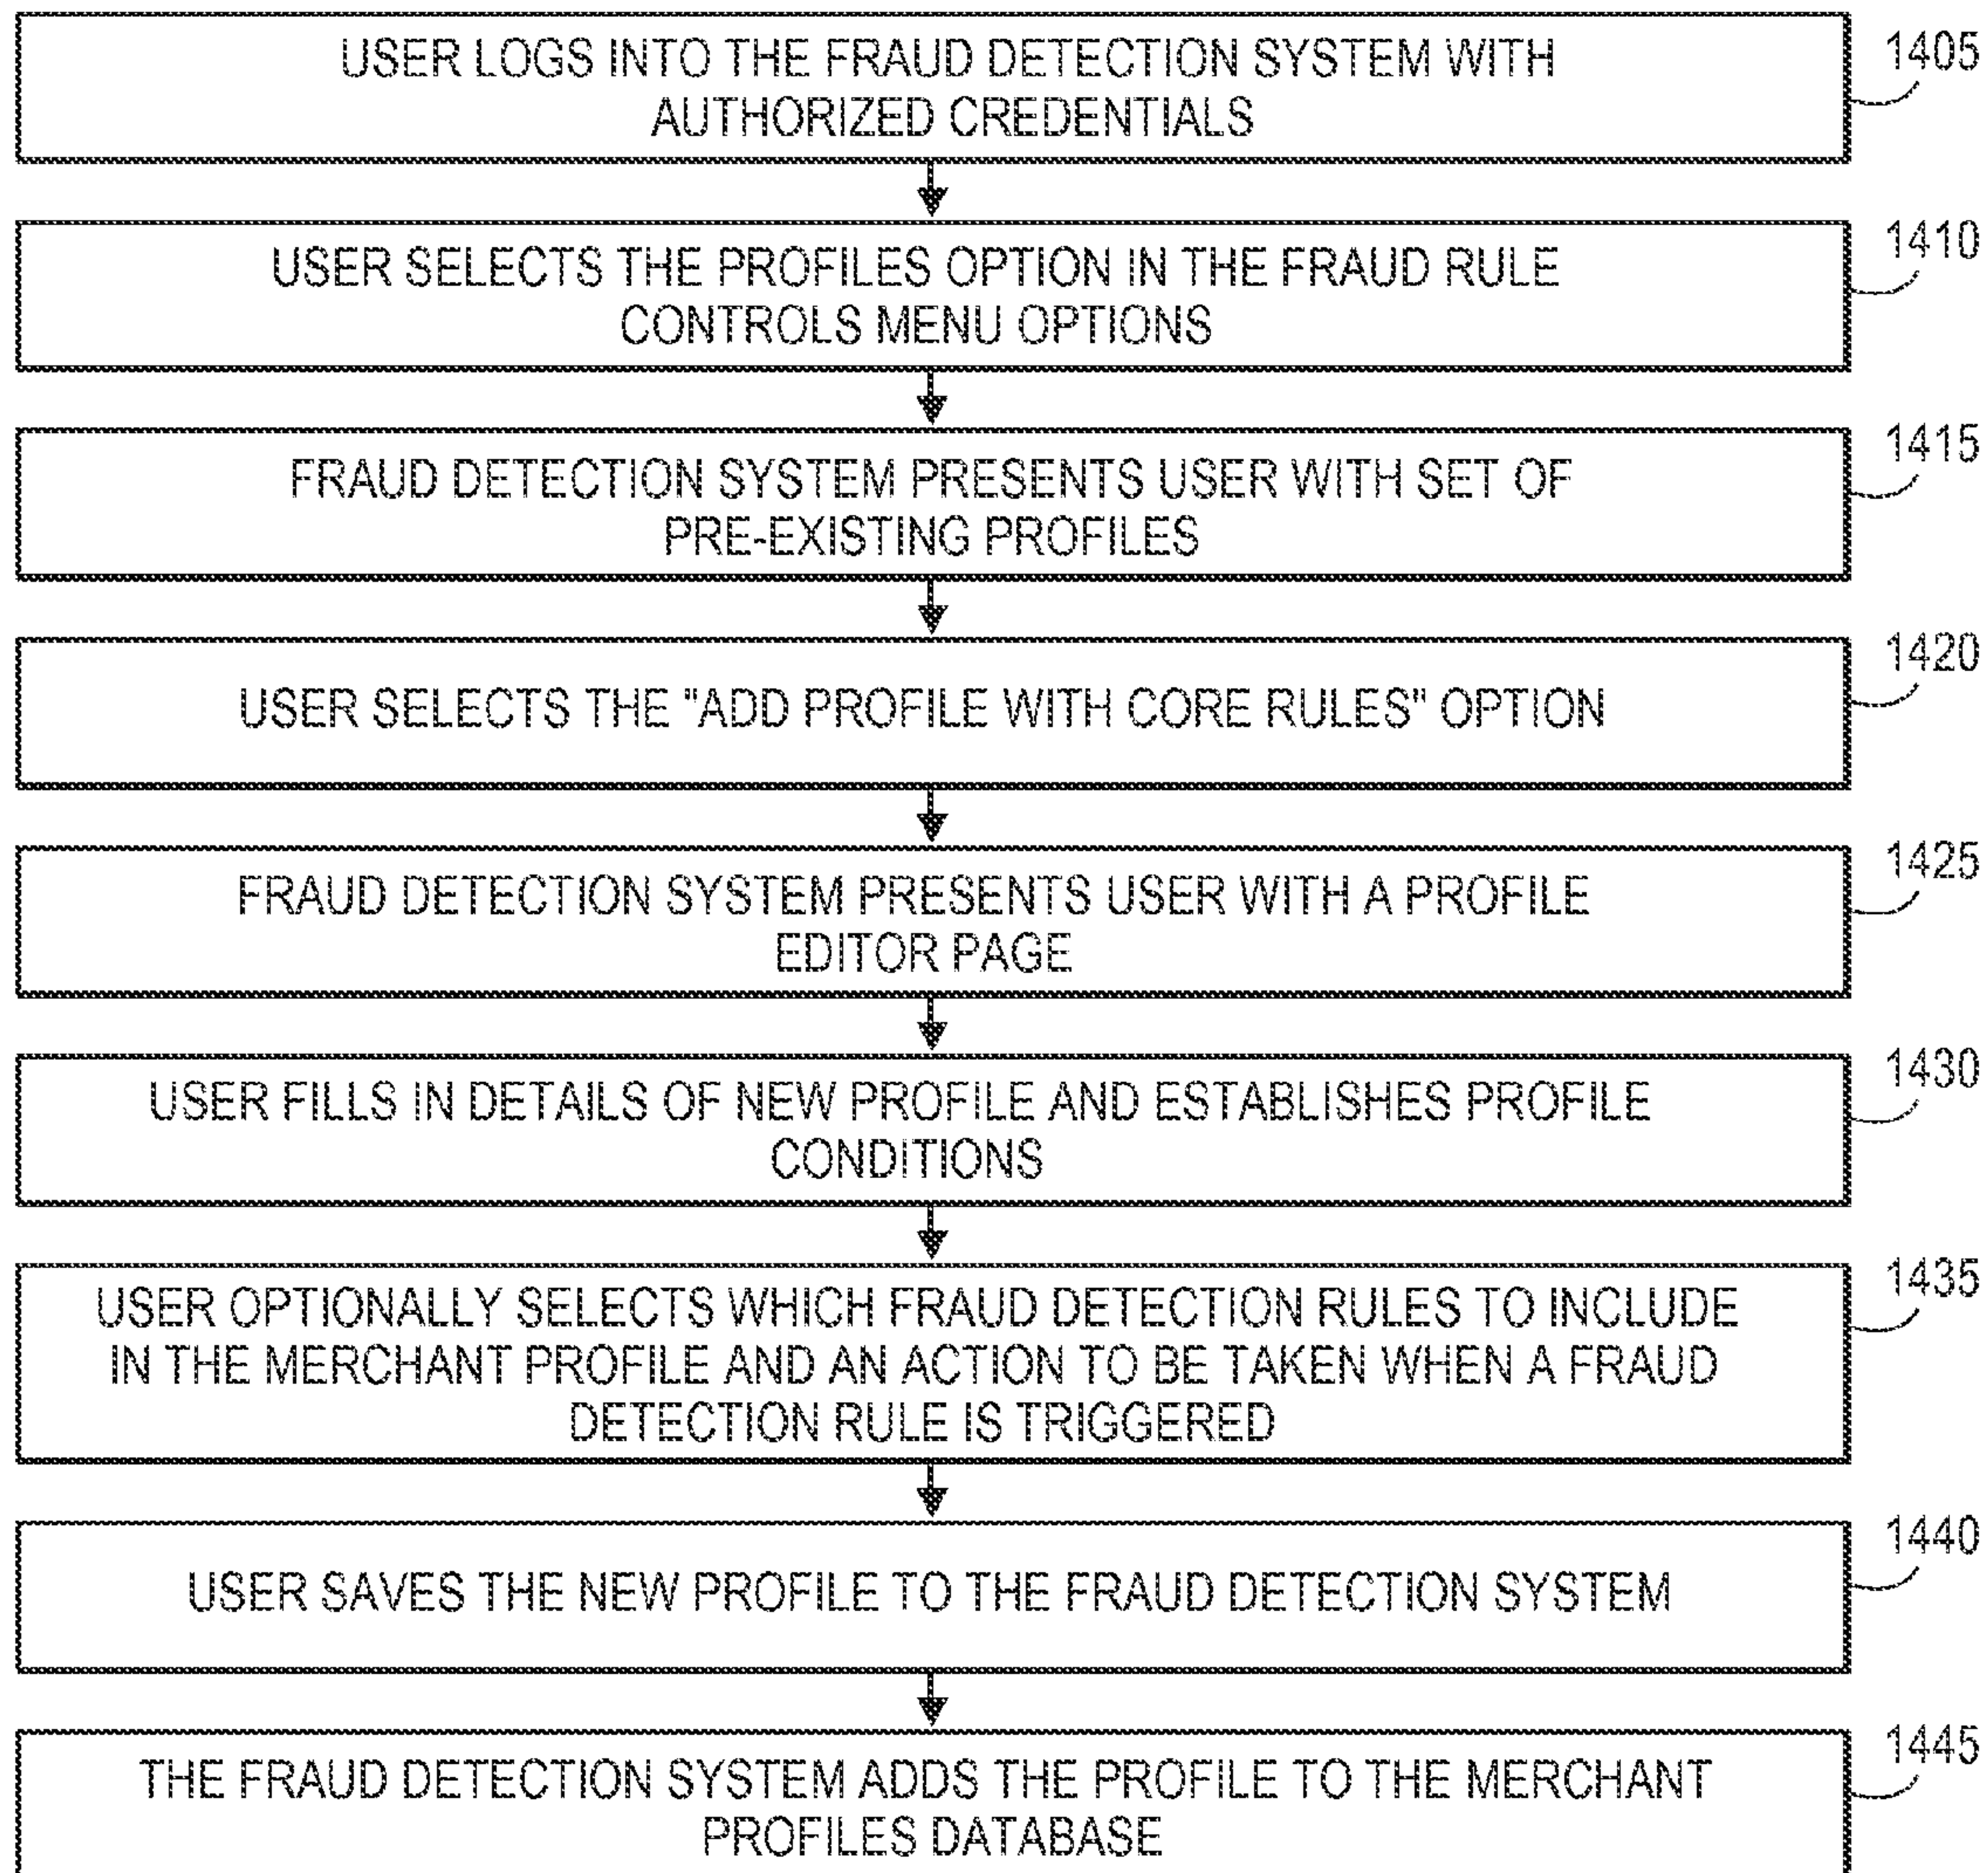 USER LOGS INTO THE FRAUD DETECTION SYSTEM WITH
AUTHORIZED CREDENTIALS
1405
USER SELECTS THE PROFILES OPTION IN THE FRAUD RULE
CONTROLS MENU OPTIONS
1410
FRAUD DETECTION SYSTEM PRESENTS USER WITH SET OF
PRE-EXISTING PROFILES
1415
USER SELECTS THE "ADD PROFILE WITH CORE RULES" OPTION
1420
FRAUD DETECTION SYSTEM PRESENTS USER WITH A PROFILE
EDITOR PAGE
1425
USER FILLS IN DETAILS OF NEW PROFILE AND ESTABLISHES PROFILE
CONDITIONS
1430
USER OPTIONALLY SELECTS WHICH FRAUD DETECTION RULES TO INCLUDE
IN THE MERCHANT PROFILE AND AN ACTION TO BE TAKEN WHEN A FRAUD
DETECTION RULE IS TRIGGERED
1435
USER SAVES THE NEW PROFILE TO THE FRAUD DETECTION SYSTEM
1440
THE FRAUD DETECTION SYSTEM ADDS THE PROFILE TO THE MERCHANT
PROFILES DATABASE
1445